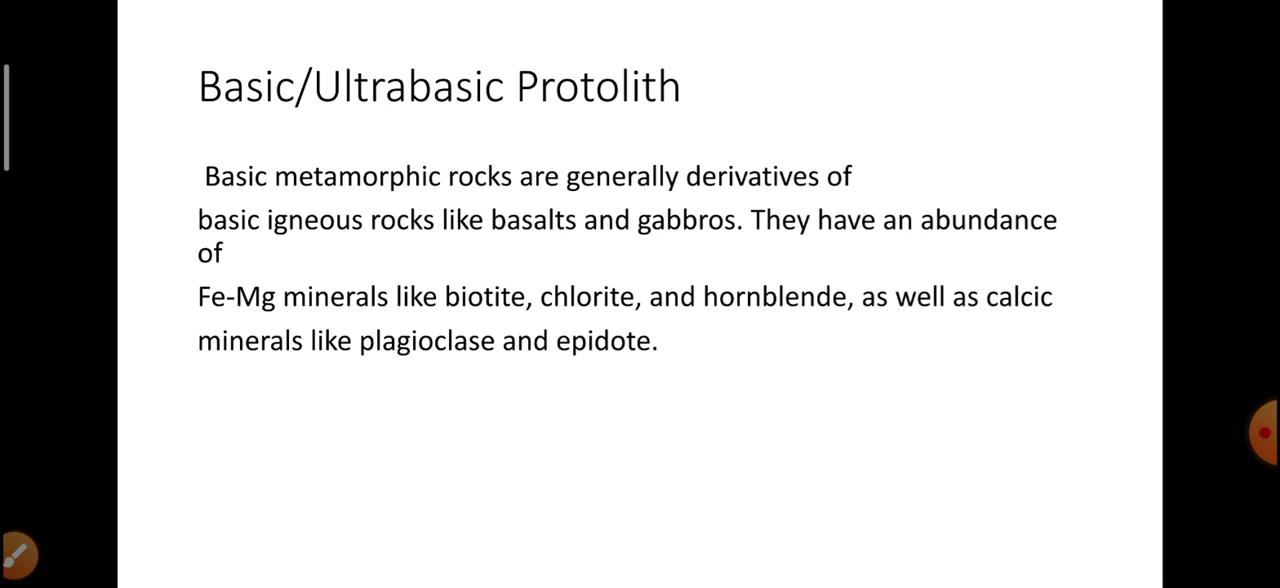 Basic/Ultrabasic Protolith
Basic metamorphic rocks are generally derivatives of
basic igneous rocks like basalts and gabbros. They have an abundance
of
Fe-Mg minerals like biotite, chlorite, and hornblende, as well as calcic
minerals like plagioclase and epidote.